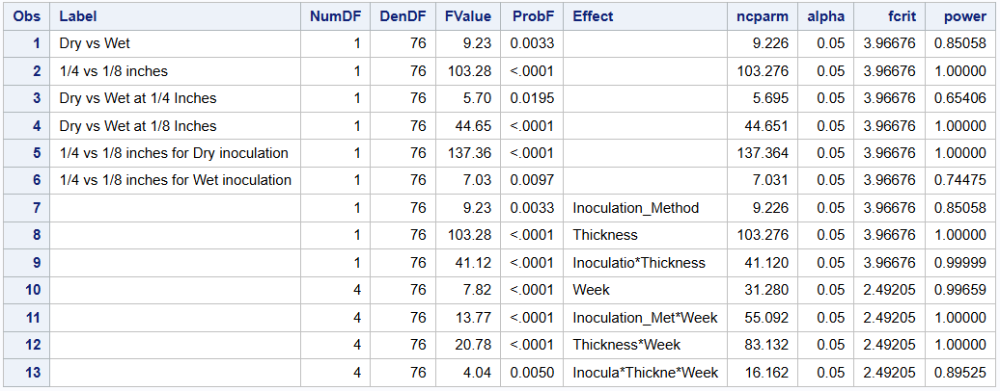 Obs Label NumDF DenDF FValue ProbF Effect ncparm alpha fcrit power
1 Dry vs Wet 1 76 9.23 0.0033 9.226 0.05 3.96676 0.85058
2 1/4 vs 1/8 inches 1 76 103.28 <.0001 103.276 0.05 3.96676 1.00000
3 Dry vs Wet at 1/4 Inches 1 76 5.70 0.0195 5.695 0.05 3.96676 0.65406
4 Dry vs Wet at 1/8 Inches 1 76 44.65 <.0001 44.651 0.05 3.96676 1.00000
5 1/4 vs 1/8 inches for Dry inoculation 1 76 137.36 <.0001 137.364 0.05 3.96676 1.00000
6 1/4 vs 1/8 inches for Wet inoculation 1 76 7.03 0.0097 7.031 0.05 3.96676 0.74475
7 1 76 9.23 0.0033 Inoculation_Method 9.226 0.05 3.96676 0.85058
8 1 76 103.28 <.0001 Thickness 103.276 0.05 3.96676 1.00000
9 1 76 41.12 <.0001 Inoculatio*Thickness 41.120 0.05 3.96676 0.99999
10 4 76 7.82 <.0001 Week 31.280 0.05 2.49205 0.99659
11 4 76 13.77 <.0001 Inoculation_Met*Week 55.092 0.05 2.49205 1.00000
12 4 76 20.78 <.0001 Thickness*Week 83.132 0.05 2.49205 1.00000
13 4 76 4.04 0.0050 Inocula*Thickne*Week 16.162 0.05 2.49205 0.89525